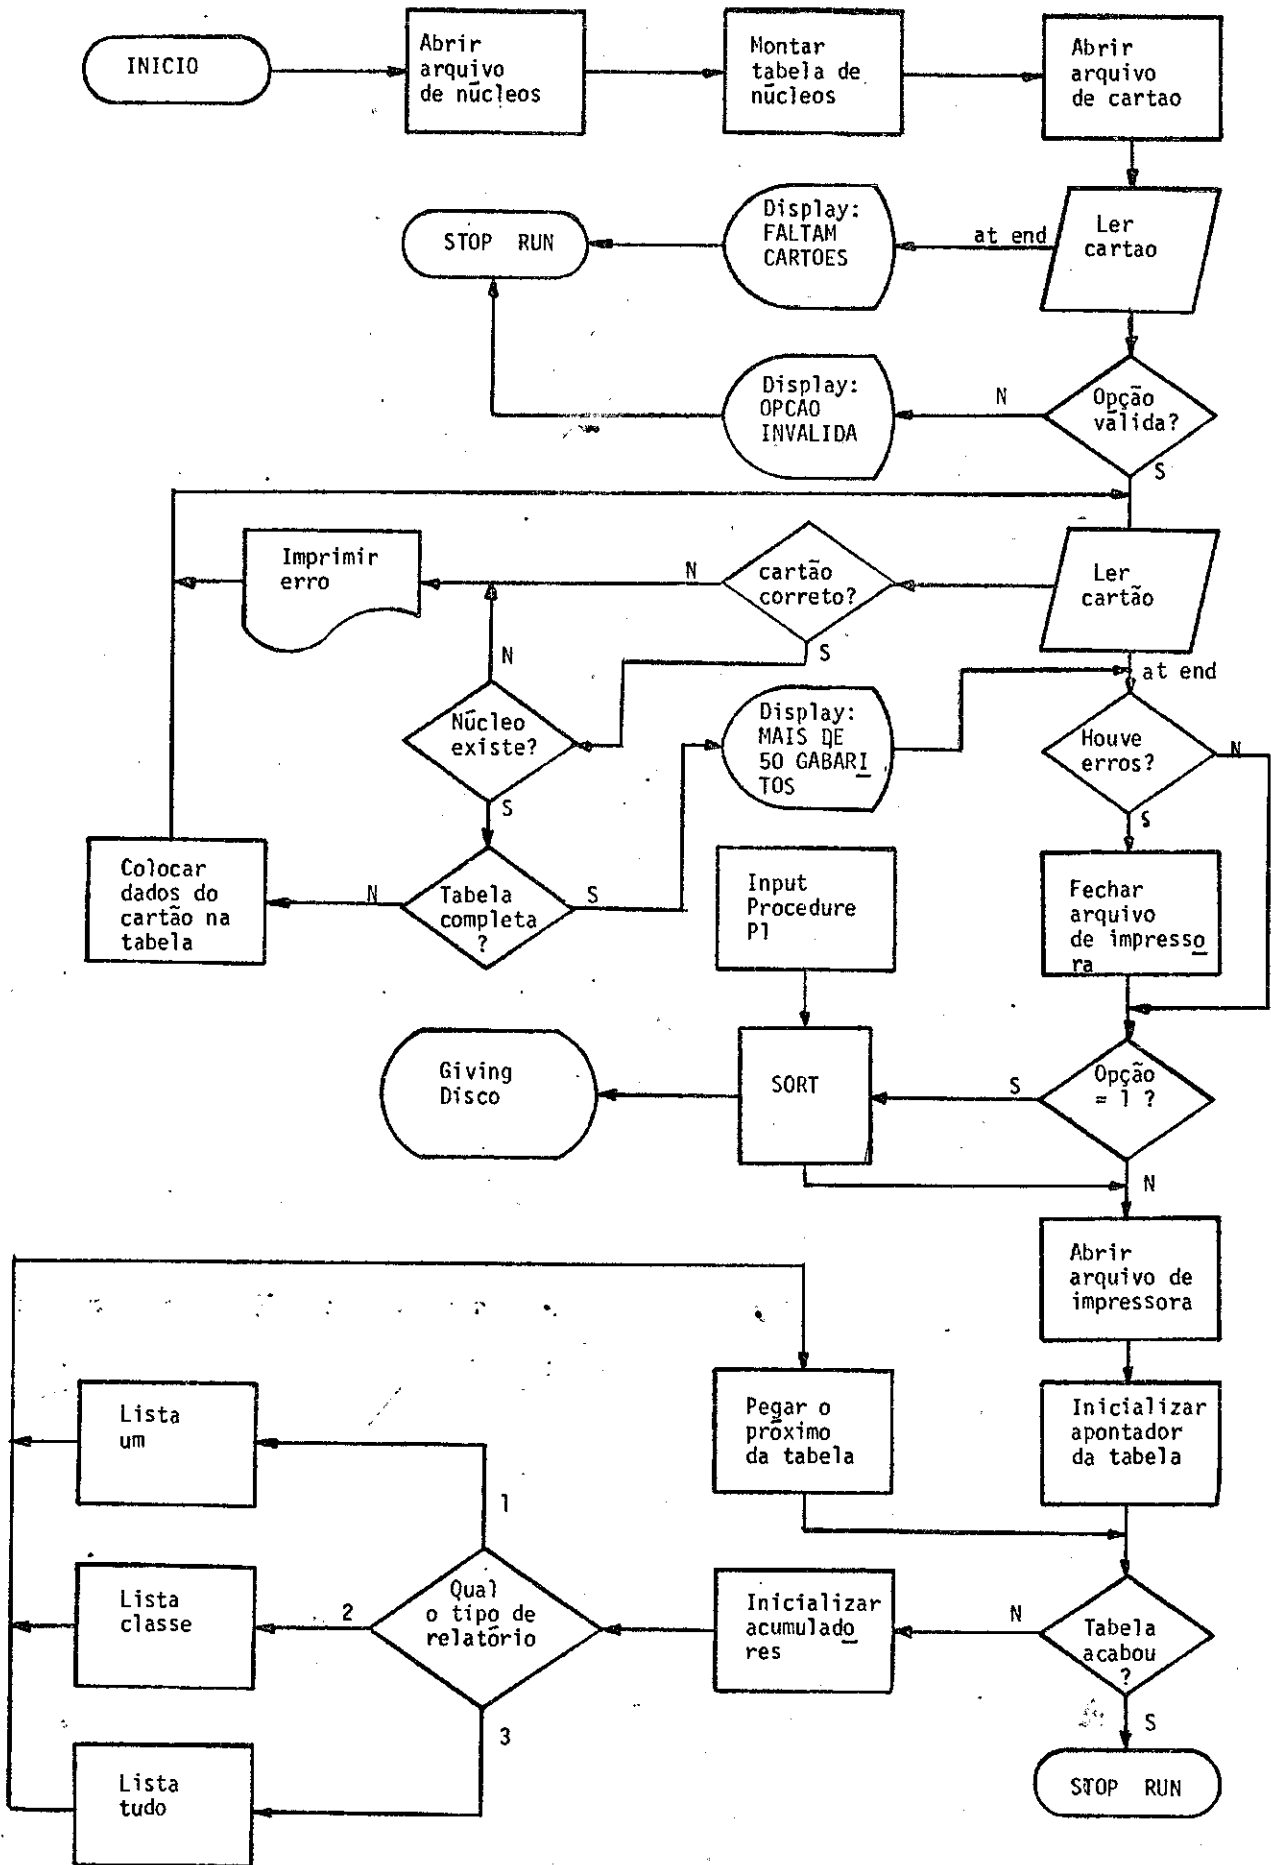 INICIO
Abrir
arquivo
de núcleos
Montar
tabela de
núcleos
Abrir
arquivo
de cartao
Ler
cartao
at end
Display:
FALTAM
CARTOES
STOP RUN
Opção
válida?
N
Display:
OPCAO
INVALIDA
S
Ler
cartão
cartão
correto?
N
Imprimir
erro
S
N
Núcleo
existe?
S
at end
Display:
MAIS DE
50 GABARI
TOS
Houve
erros?
N
S
Colocar
dados do
cartão na
tabela
N
Tabela
completa
?
S
Input
Procedure
P1
Fechar
arquivo
de impresso
ra
Giving
Disco
SORT
S
Opção
= 1 ?
N
Abrir
arquivo de
impressora
Lista
um
Pegar o
próximo
da tabela
Inicializar
apontador
da tabela
1
Lista
classe
2
Qual
o tipo de
relatório
Inicializar
acumulado
res
N
Tabela
acabou
?
3
S
Lista
tudo
STOP RUN